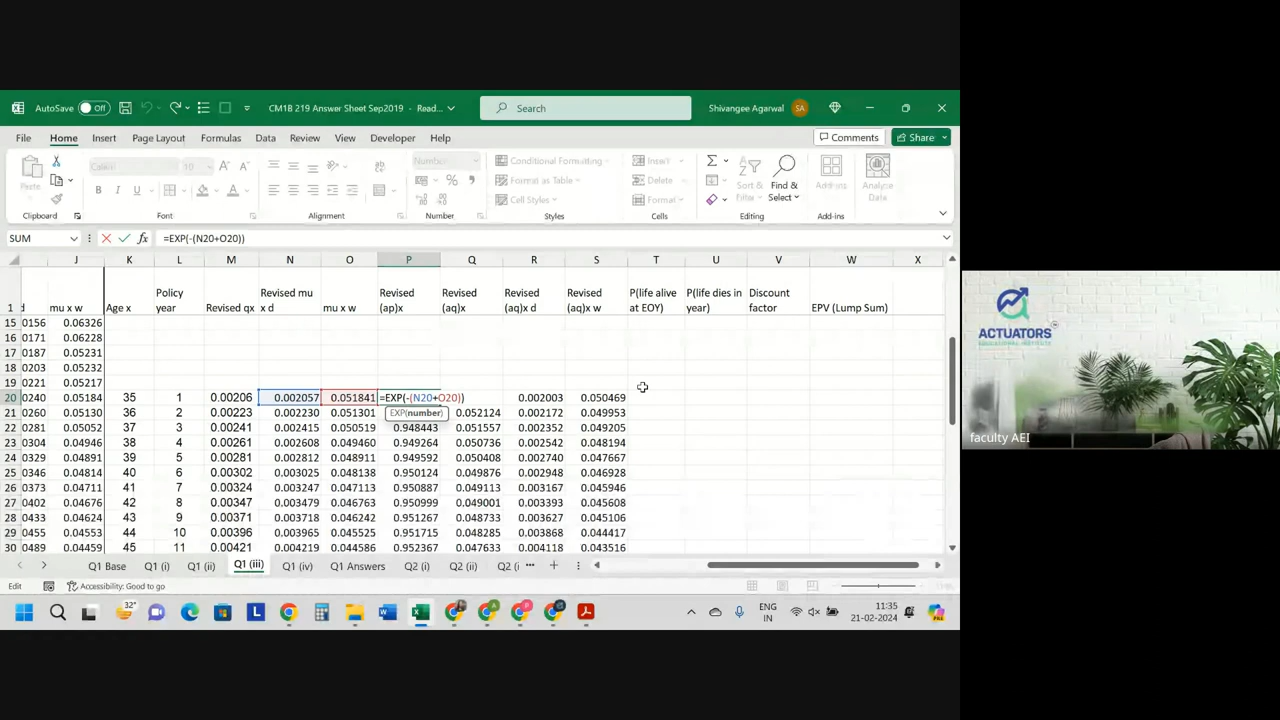 AutoSave Off CM1B 219 Answer Sheet Sep2019 - Read... Search Shivangee Agarwal SA
File Home Insert Page Layout Formulas Data Review View Developer Help Comments Share
Paste Calibri 10 A A B I U A ab Number % Conditional Formatting Format as Table Cell Styles Insert Delete Format Sort & Filter Find & Select Add-ins Analyze Data
Clipboard Font Alignment Number Styles Cells Editing Add-ins
SUM fx =EXP(-(N20+O20))
J K L M N O P Q R S T U V W X
1 d mu x w Age x Policy year Revised qx Revised mu x d mu x w Revised (ap)x Revised (aq)x Revised (aq)x d Revised (aq)x w P(life alive at EOY) P(life dies in year) Discount factor EPV (Lump Sum)
15 0156 0.06326
16 0171 0.06228
17 0187 0.05231
18 0203 0.05232
19 0221 0.05217
20 0240 0.05184 35 1 0.00206 0.002057 0.051841 =EXP(-(N20+O20)) 0.002003 0.050469
EXP(number)
21 0260 0.05130 36 2 0.00223 0.002230 0.051301 0.052124 0.002172 0.049953
22 0281 0.05052 37 3 0.00241 0.002415 0.050519 0.948443 0.051557 0.002352 0.049205
23 0304 0.04946 38 4 0.00261 0.002608 0.049460 0.949264 0.050736 0.002542 0.048194
24 0329 0.04891 39 5 0.00281 0.002812 0.048911 0.949592 0.050408 0.002740 0.047667
25 0346 0.04814 40 6 0.00302 0.003025 0.048138 0.950124 0.049876 0.002948 0.046928
26 0373 0.04711 41 7 0.00324 0.003247 0.047113 0.950887 0.049113 0.003167 0.045946
27 0402 0.04676 42 8 0.00347 0.003479 0.046763 0.950999 0.049001 0.003393 0.045608
28 0433 0.04624 43 9 0.00371 0.003718 0.046242 0.951267 0.048733 0.003627 0.045106
29 0455 0.04553 44 10 0.00396 0.003965 0.045525 0.951715 0.048285 0.003868 0.044417
30 0489 0.04459 45 11 0.00421 0.004219 0.044586 0.952367 0.047633 0.004118 0.043516
Q1 Base Q1 (i) Q1 (ii) Q1 (iii) Q1 (iv) Q1 Answers Q2 (i) Q2 (ii) Q2 (i ...
Edit Accessibility: Good to go
32° ENG IN 11:35 21-02-2024
ACTUATORS
EDUCATIONAL INSTITUTE
faculty AEI